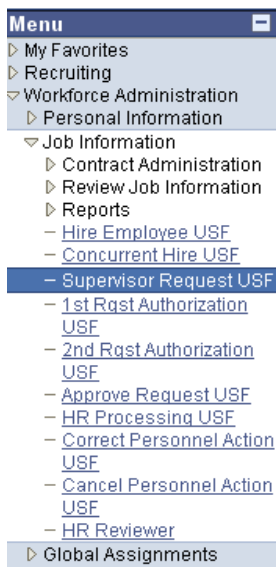 Menu
My Favorites
Recruiting
Workforce Administration
Personal Information
Job Information
Contract Administration
Review Job Information
Reports
– Hire Employee USF
– Concurrent Hire USF
– Supervisor Request USF
– 1st Rqst Authorization
USF
– 2nd Rqst Authorization
USF
– Approve Request USF
– HR Processing USF
– Correct Personnel Action
USF
– Cancel Personnel Action
USF
– HR Reviewer
Global Assignments